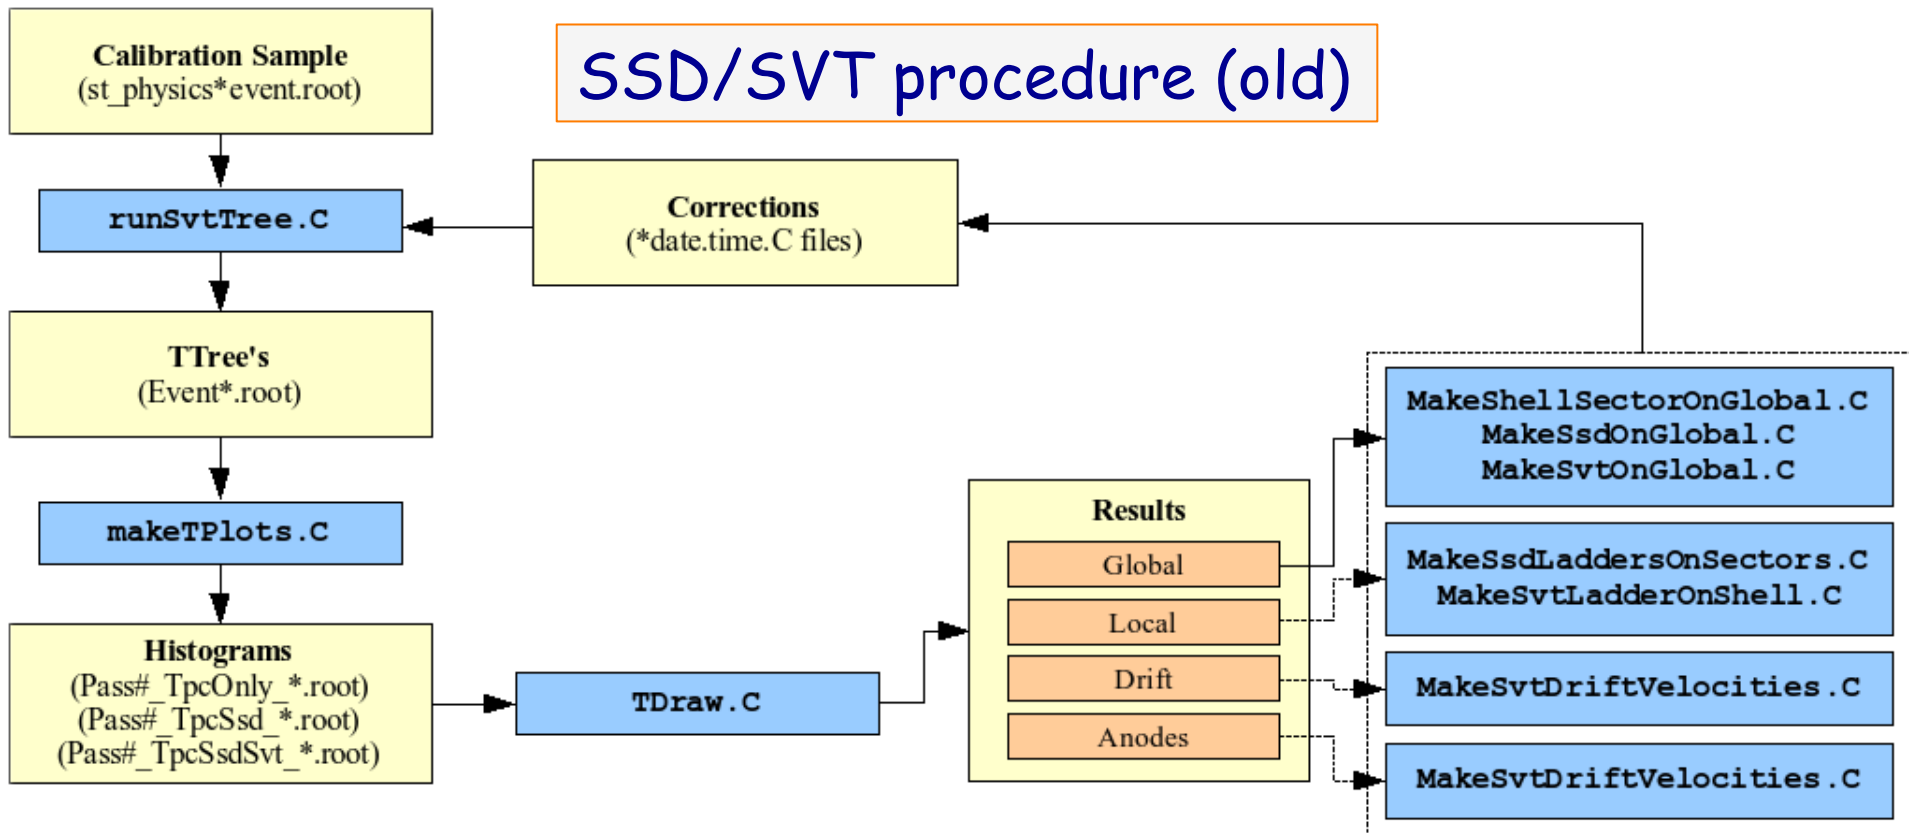 SSD/SVT procedure (old)
Calibration Sample
(st_physics*event.root)
runSvtTree.C
Corrections
(*date.time.C files)
TTree's
(Event*.root)
makeTPlots.C
Histograms
(Pass#_TpcOnly_*.root)
(Pass#_TpcSsd_*.root)
(Pass#_TpcSsdSvt_*.root)
TDraw.C
Results
Global
Local
Drift
Anodes
MakeShellSectorOnGlobal.C
MakeSsdOnGlobal.C
MakeSvtOnGlobal.C
MakeSsdLaddersOnSectors.C
MakeSvtLadderOnShell.C
MakeSvtDriftVelocities.C
MakeSvtDriftVelocities.C